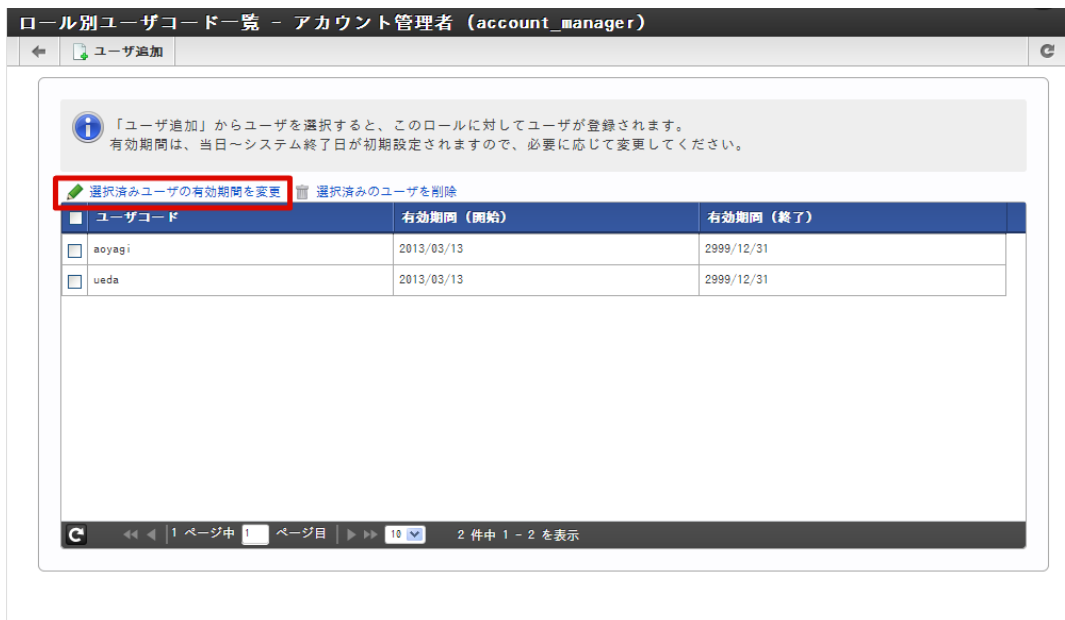 ロール別ユーザコード一覧 - アカウント管理者 (account_manager)
ユーザ追加
「ユーザ追加」からユーザを選択すると、このロールに対してユーザが登録されます。
有効期間は、当日～システム終了日が初期設定されますので、必要に応じて変更してください。
選択済みユーザの有効期間を変更 選択済みのユーザを削除
ユーザコード 有効期間 (開始) 有効期間 (終了)
aoyagi 2013/03/13 2999/12/31
ueda 2013/03/13 2999/12/31
1 ページ中 1 ページ目 10 2 件中 1 - 2 を表示